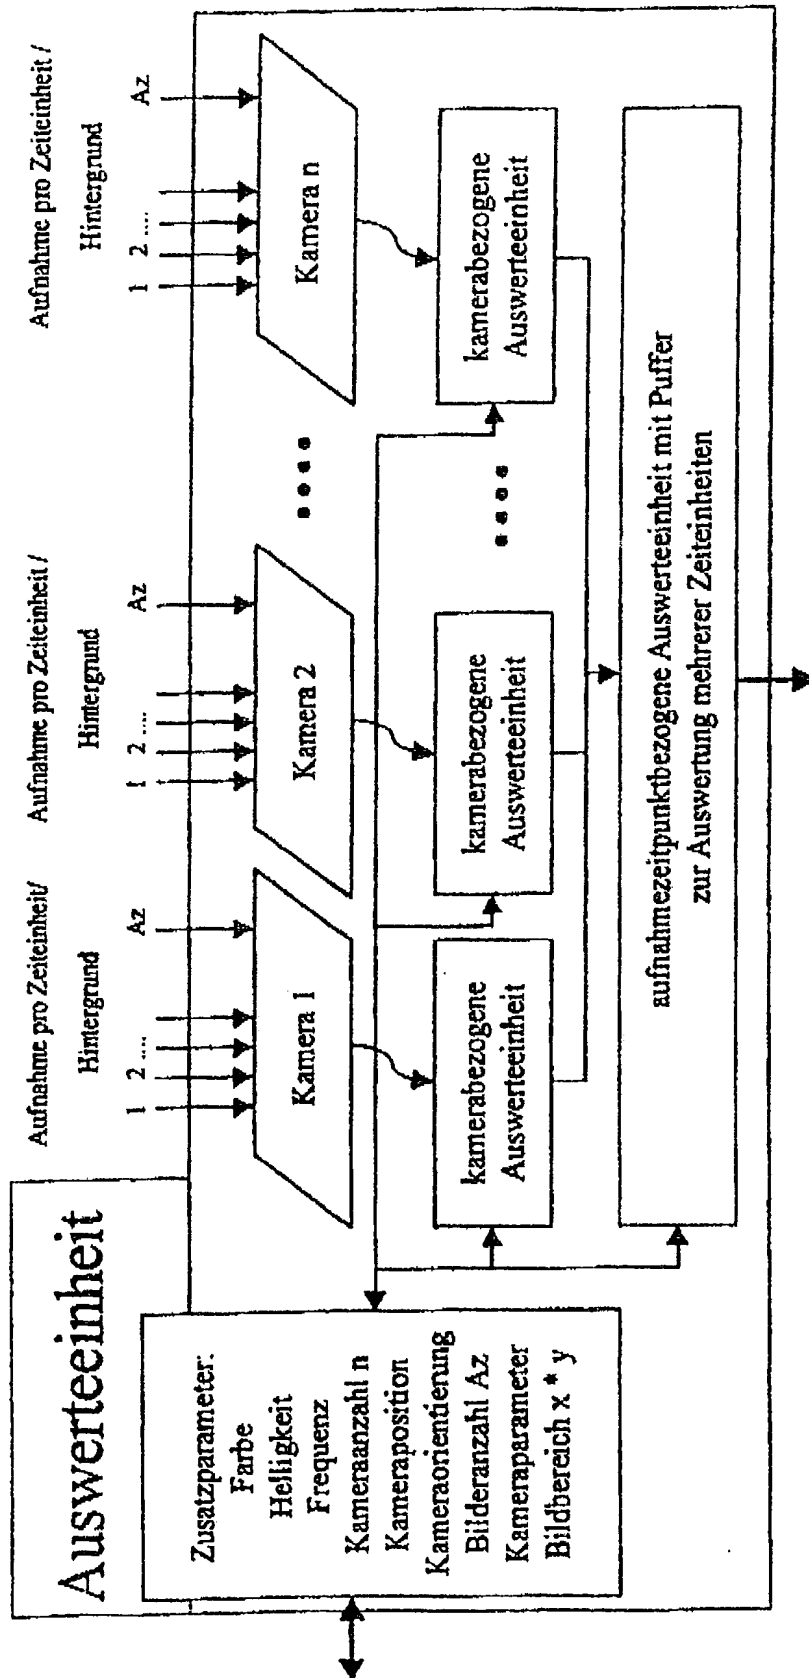 Auswerteeinheit
Zusatzparameter:
Farbe
Helligkeit
Frequenz
Kameraanzahl n
Kameraposition
Kameraorientierung
Bilderanzahl Az
Kameraparameter
Bildbereich x * y
Aufnahme pro Zeiteinheit/
Hintergrund
1 2 .... Az
Kamera 1
kamerabezogene
Auswerteeinheit
Aufnahme pro Zeiteinheit /
Hintergrund
1 2 .... Az
Kamera 2
kamerabezogene
Auswerteeinheit
Aufnahme pro Zeiteinheit /
Hintergrund
1 2 ..... Az
Kamera n
kamerabezogene
Auswerteeinheit
aufnahmezeitpunktbezogene Auswerteeinheit mit Puffer
zur Auswertung mehrerer Zeiteinheiten